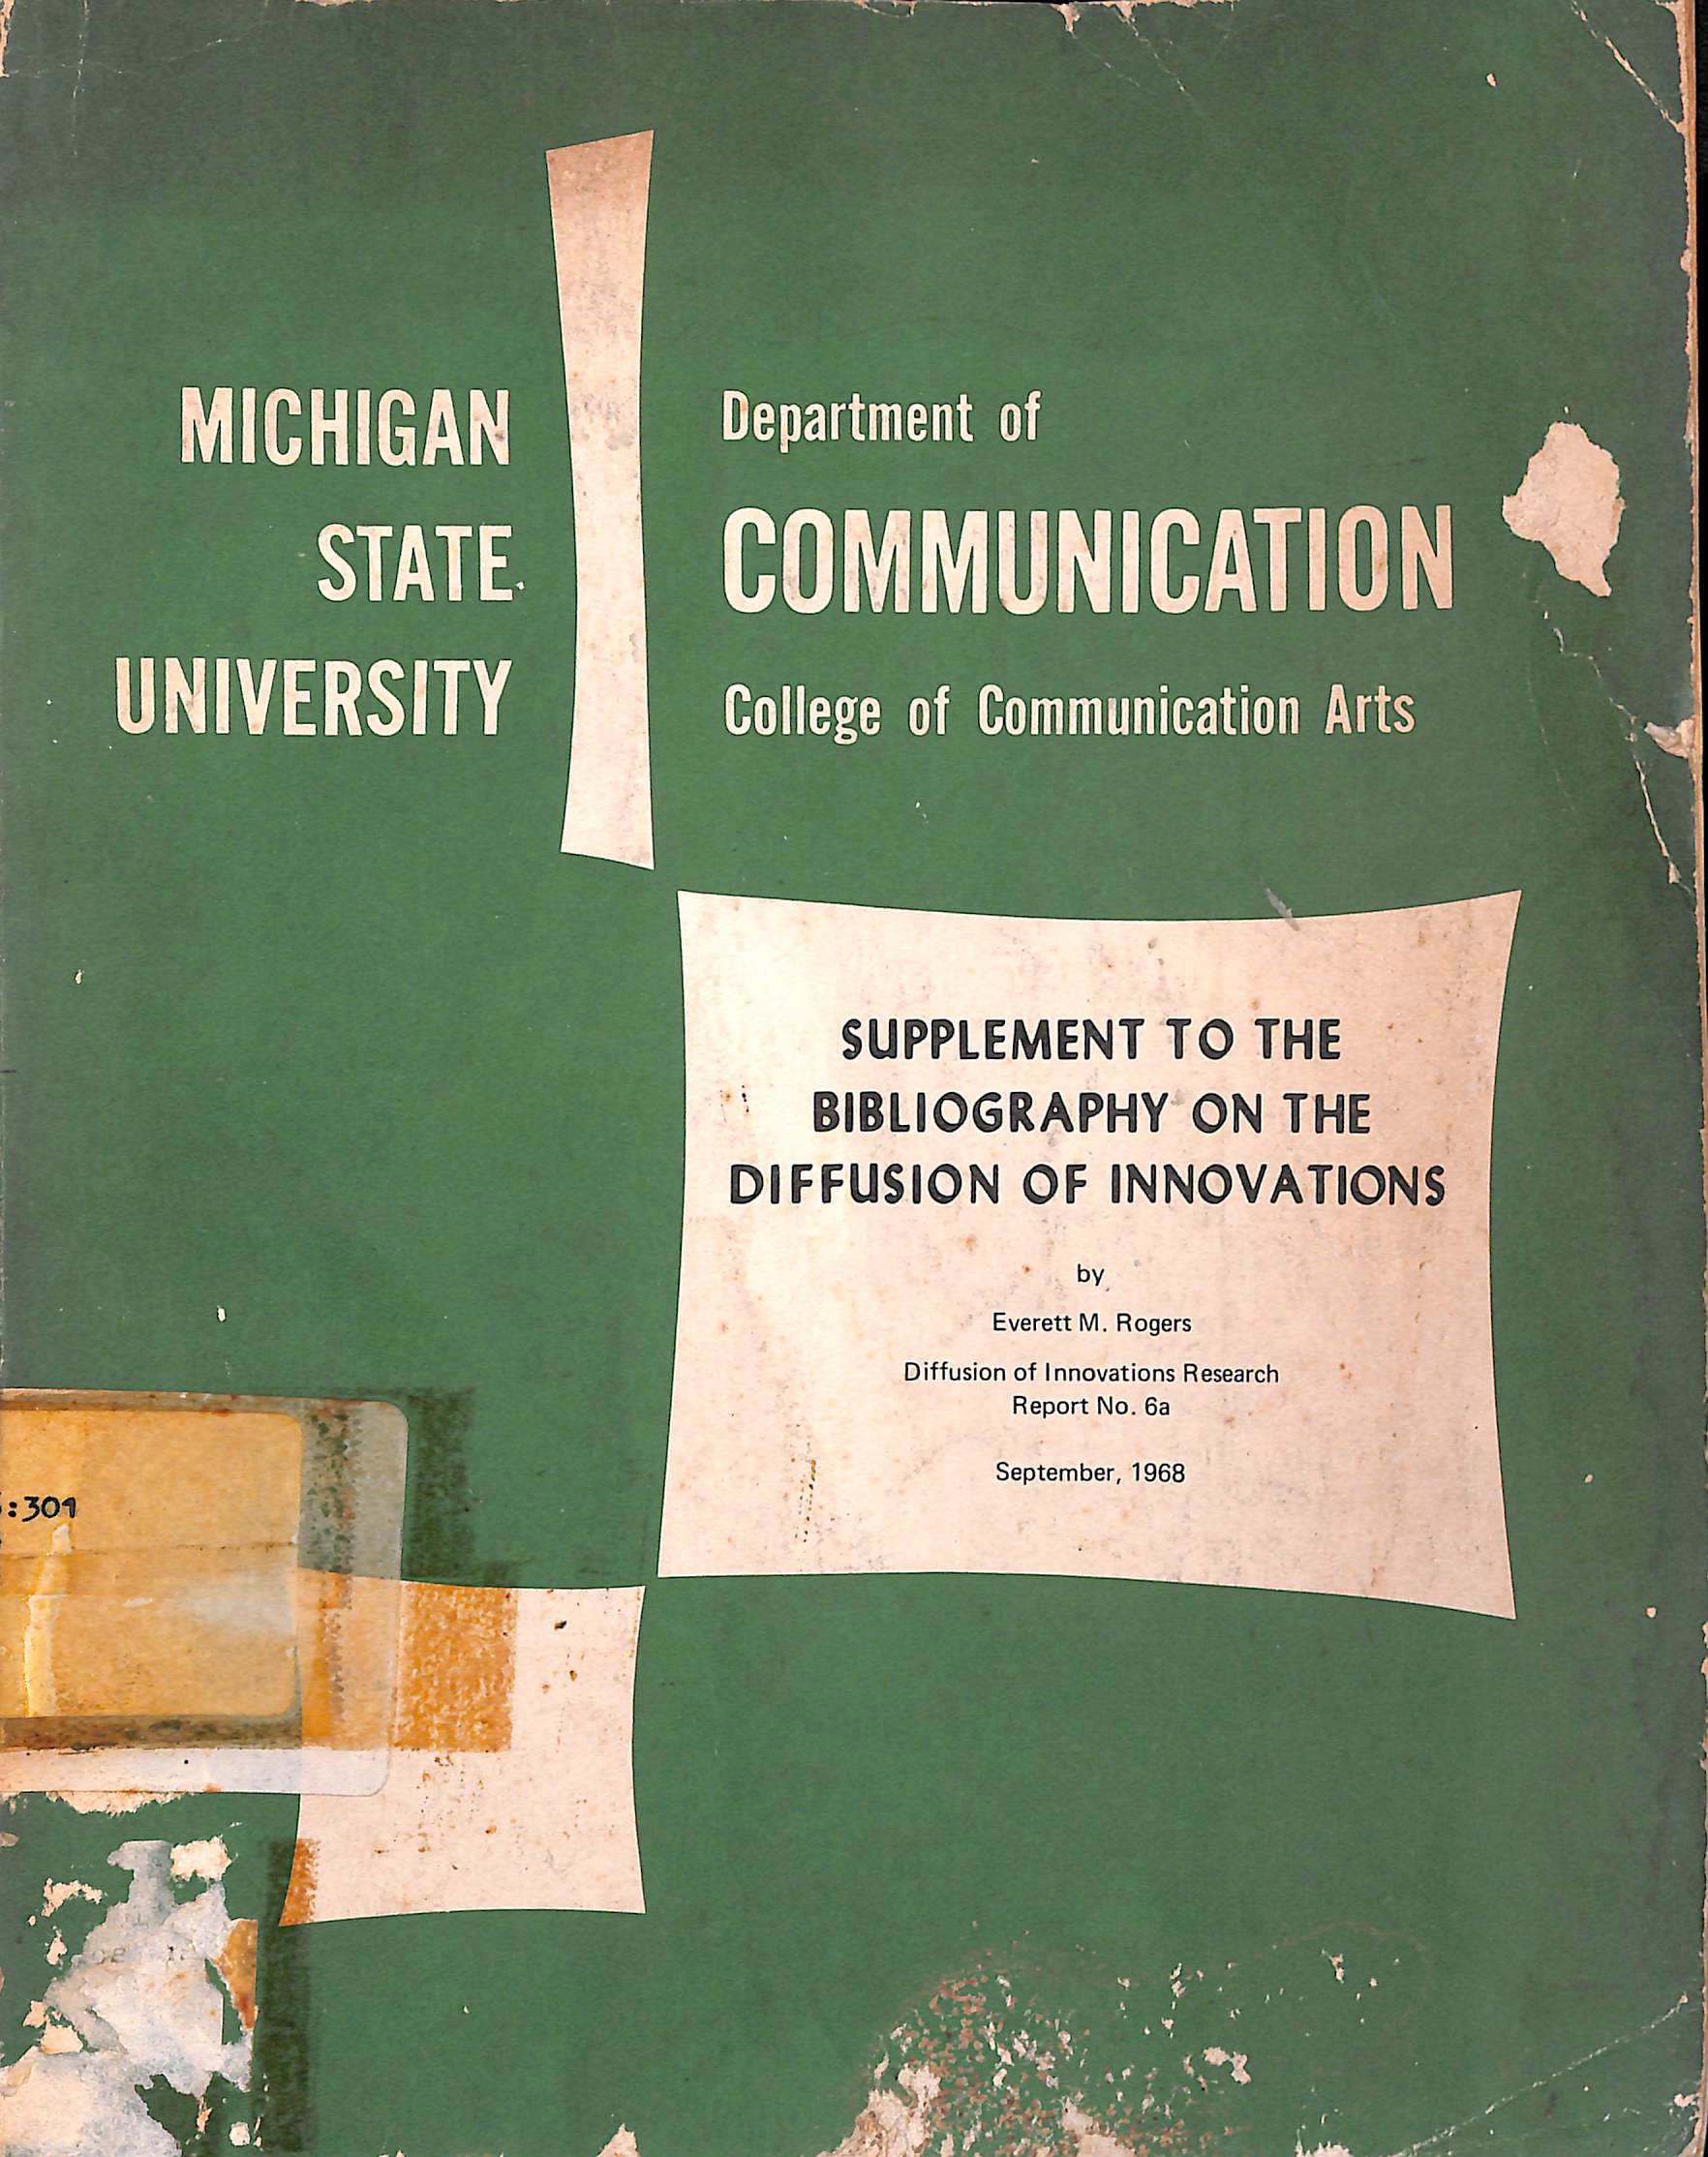 MICHIGAN
STATE
UNIVERSITY
Department of
COMMUNICATION
College of Communication Arts
SUPPLEMENT TO THE
BIBLIOGRAPHY ON THE
DIFFUSION OF INNOVATIONS
by
Everett M. Rogers
Diffusion of Innovations Research
Report No. 6a
September, 1968
:301